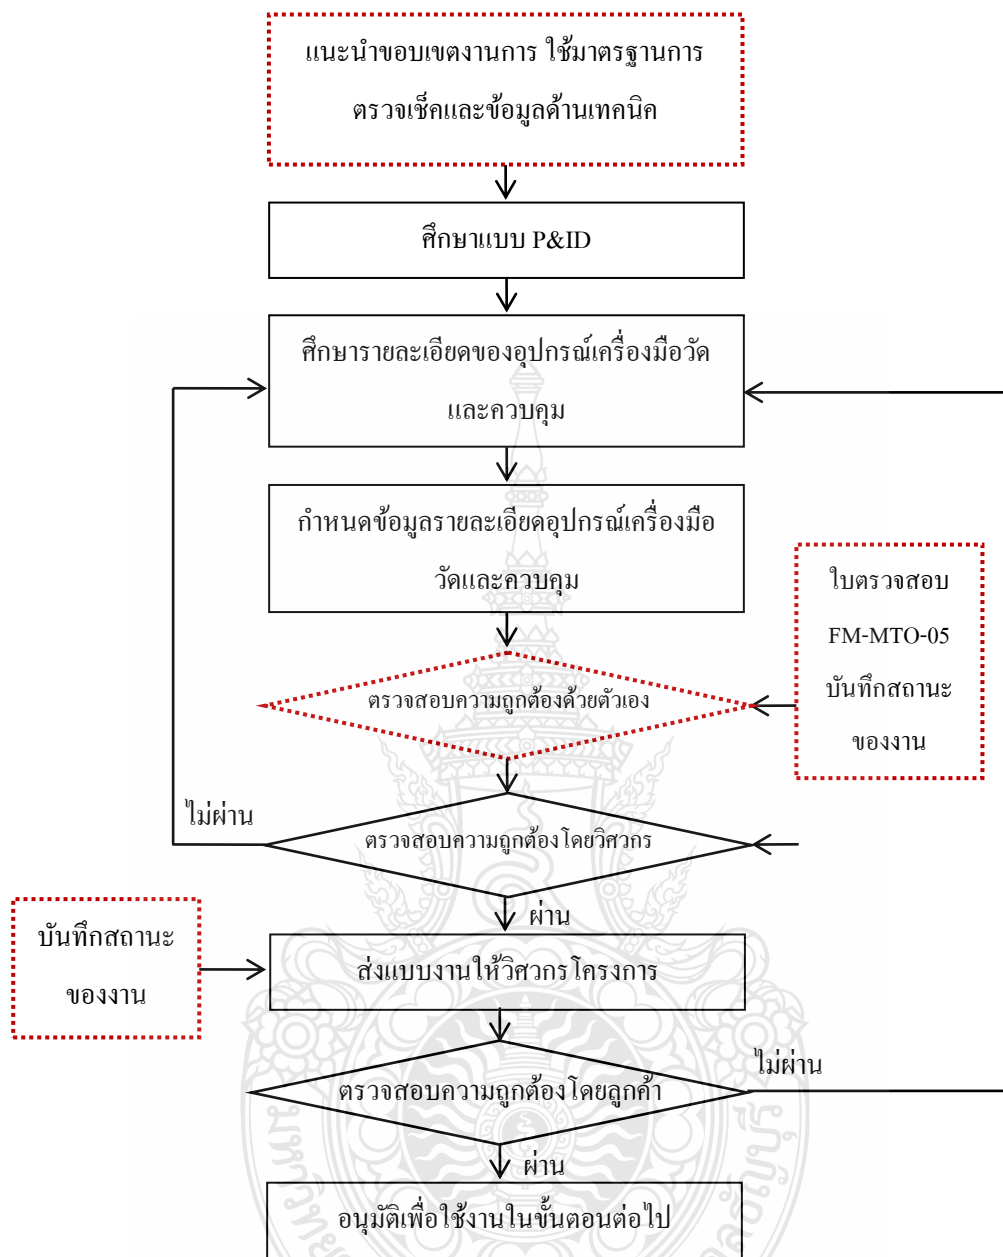 แนะนำขอบเขตงานการ ใช้มาตรฐานการ
ตรวจเช็คและข้อมูลด้านเทคนิค
ศึกษาแบบ P&ID
ศึกษารายละเอียดของอุปกรณ์เครื่องมือวัด
และควบคุม
กำหนดข้อมูลรายละเอียดอุปกรณ์เครื่องมือ
วัดและควบคุม
ใบตรวจสอบ
FM-MTO-05
บันทึกสถานะ
ของงาน
ตรวจสอบความถูกต้องด้วยตัวเอง
ไม่ผ่าน
ตรวจสอบความถูกต้องโดยวิศวกร
ผ่าน
บันทึกสถานะ
ของงาน
ส่งแบบงานให้วิศวกรโครงการ
ไม่ผ่าน
ตรวจสอบความถูกต้องโดยลูกค้า
ผ่าน
อนุมัติเพื่อใช้งานในขั้นตอนต่อไป